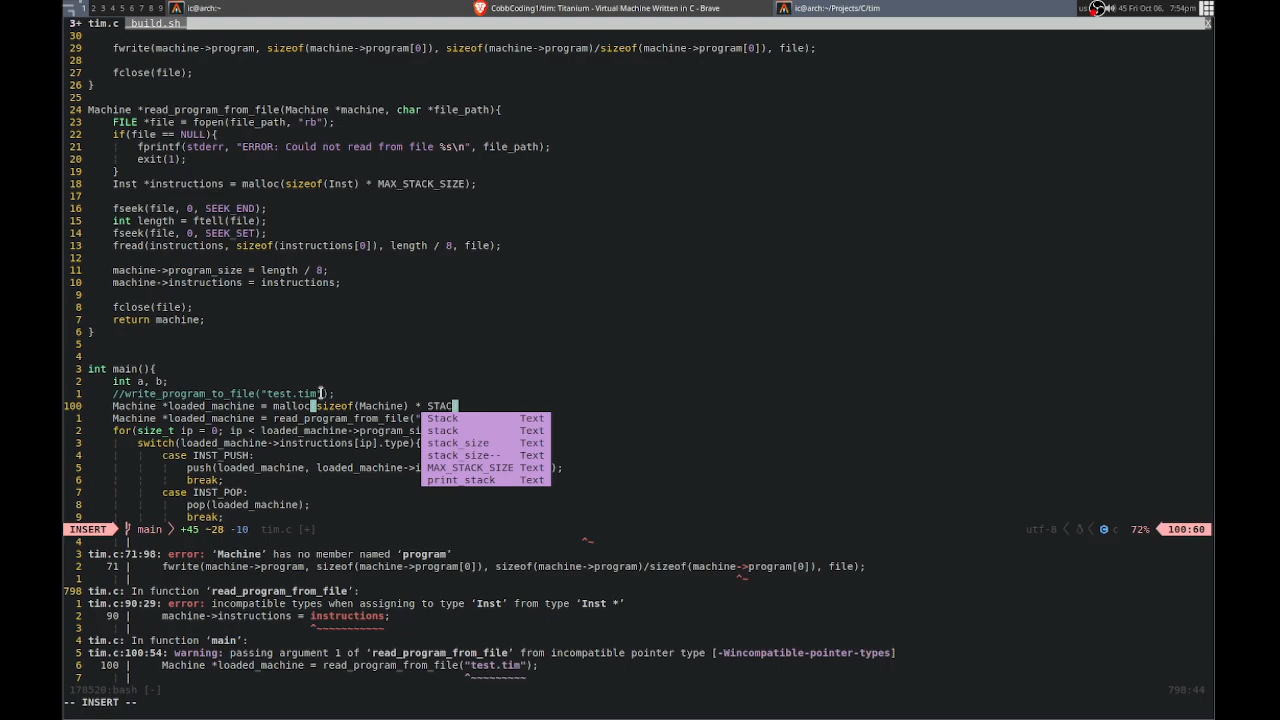 1 2 3 4 5 6 7 8 9 ic@arch:~ CobbCoding1/tim: Titanium - Virtual Machine Written in C - Brave ic@arch:~/Projects/C/tim us 45 Fri Oct 06, 7:54pm
3+ tim.c build.sh X
30
29 fwrite(machine->program, sizeof(machine->program[0]), sizeof(machine->program)/sizeof(machine->program[0]), file);
28
27 fclose(file);
26 }
25
24 Machine *read_program_from_file(Machine *machine, char *file_path){
23 FILE *file = fopen(file_path, "rb");
22 if(file == NULL){
21 fprintf(stderr, "ERROR: Could not read from file %s\n", file_path);
20 exit(1);
19 }
18 Inst *instructions = malloc(sizeof(Inst) * MAX_STACK_SIZE);
17
16 fseek(file, 0, SEEK_END);
15 int length = ftell(file);
14 fseek(file, 0, SEEK_SET);
13 fread(instructions, sizeof(instructions[0]), length / 8, file);
12
11 machine->program_size = length / 8;
10 machine->instructions = instructions;
9
8 fclose(file);
7 return machine;
6 }
5
4
3 int main(){
2 int a, b;
1 //write_program_to_file("test.tim");
100 Machine *loaded_machine = malloc(sizeof(Machine) * STAC
1 Machine *loaded_machine = read_program_from_file(" Stack Text
2 for(size_t ip = 0; ip < loaded_machine->program_si stack Text
3 switch(loaded_machine->instructions[ip].type){ stack_size Text
4 case INST_PUSH: stack_size-- Text
5 push(loaded_machine, loaded_machine->i MAX_STACK_SIZE Text );
6 break; print_stack Text
7 case INST_POP:
8 pop(loaded_machine);
9 break;
INSERT main +45 ~28 -10 tim.c [+] utf-8 c 72% 100:60
4 | ^~
3 tim.c:71:98: error: ‘Machine’ has no member named ‘program’
2 71 | fwrite(machine->program, sizeof(machine->program[0]), sizeof(machine->program)/sizeof(machine->program[0]), file);
1 | ^~
798 tim.c: In function ‘read_program_from_file’:
1 tim.c:90:29: error: incompatible types when assigning to type ‘Inst’ from type ‘Inst *’
2 90 | machine->instructions = instructions;
3 | ^~~~~~~~~~~~
4 tim.c: In function ‘main’:
5 tim.c:100:54: warning: passing argument 1 of ‘read_program_from_file’ from incompatible pointer type [-Wincompatible-pointer-types]
6 100 | Machine *loaded_machine = read_program_from_file("test.tim");
7 | ^~~~~~~~~~
178520:bash [-] 798:44
-- INSERT --